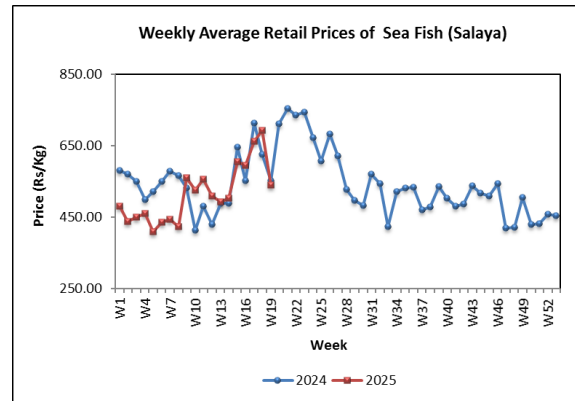 Weekly Average Retail Prices of Sea Fish (Salaya)
850.00
650.00
450.00
250.00
Price (Rs/Kg)
W1 W4 W7 W10 W13 W16 W19 W22 W25 W28 W31 W34 W37 W40 W43 W46 W49 W52
Week
2024 2025